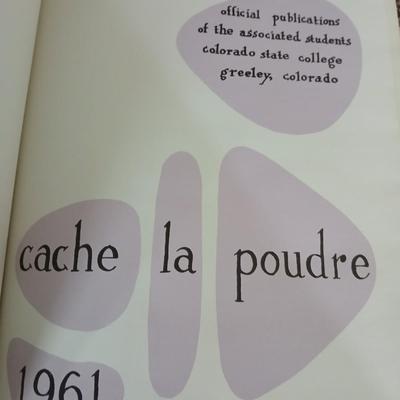 official publications
of the associated students
colorado state college
greeley, colorado
cache la poudre
1961